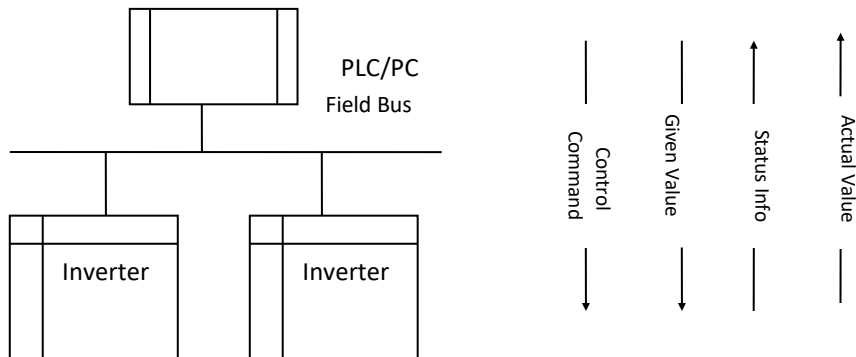 PLC/PC
Field Bus
Inverter
Inverter
Control
Command
Given Value
Status Info
Actual Value